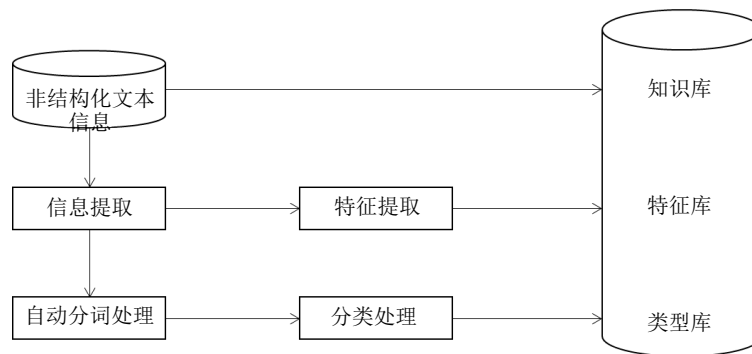 非结构化文本
信息
知识库
信息提取
特征提取
特征库
自动分词处理
分类处理
类型库